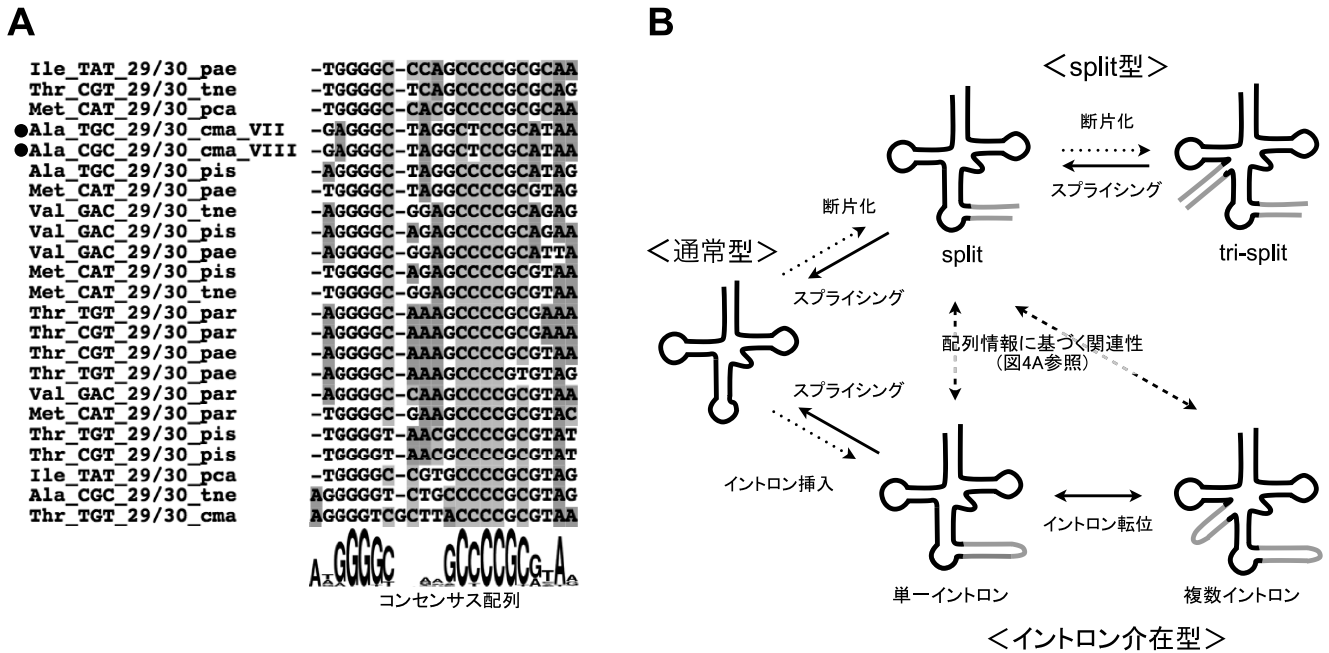 A
Ile_TAT_29/30_pae -TGGGGC-CCAGCCCCGCGCAA
Thr_CGT_29/30_tne -TGGGGC-TCAGCCCCGCGCAG
Met_CAT_29/30_pca -TGGGGC-CACGCCCCGCGCAA
●Ala_TGC_29/30_cma_VII -GAGGGC-TAGGCTCCGCATAA
●Ala_CGC_29/30_cma_VIII -GAGGGC-TAGGCTCCGCATAA
Ala_TGC_29/30_pis -AGGGGC-TAGGCCCCGCATAG
Met_CAT_29/30_pae -TGGGGC-TAGGCCCCGCGTAG
Val_GAC_29/30_tne -AGGGGC-GGAGCCCCGCAGAG
Val_GAC_29/30_pis -AGGGGC-AGAGCCCCGCAGAA
Val_GAC_29/30_pae -AGGGGC-GGAGCCCCGCATTA
Met_CAT_29/30_pis -TGGGGC-AGAGCCCCGCGTAA
Met_CAT_29/30_tne -TGGGGC-GGAGCCCCGCGTAA
Thr_TGT_29/30_par -AGGGGC-AAAGCCCCGCGAAA
Thr_CGT_29/30_par -AGGGGC-AAAGCCCCGCGAAA
Thr_CGT_29/30_pae -TGGGGC-AAAGCCCCGCGTAA
Thr_TGT_29/30_pae -TGGGGC-AAAGCCCCGTGTAG
Val_GAC_29/30_par -AGGGGC-CAAGCCCCGCGTAA
Met_CAT_29/30_par -TGGGGC-GAAGCCCCGCGTAC
Thr_TGT_29/30_pis -TGGGGT-AACGCCCCGCGTAT
Thr_CGT_29/30_pis -TGGGGT-AACGCCCCGCGTAT
Ile_TAT_29/30_pca -TGGGGC-CGTGCCCCGCGTAG
Ala_CGC_29/30_tne AGGGGGT-CTGCCCCCGCGTAG
Thr_TGT_29/30_cma AGGGGTCGCTTACCCCGCGTAA
コンセンサス配列
B
＜split型＞
断片化
スプライシング
split
tri-split
断片化
スプライシング
＜通常型＞
配列情報に基づく関連性
（図4A参照）
スプライシング
イントロン挿入
イントロン転位
単一イントロン
複数イントロン
＜イントロン介在型＞